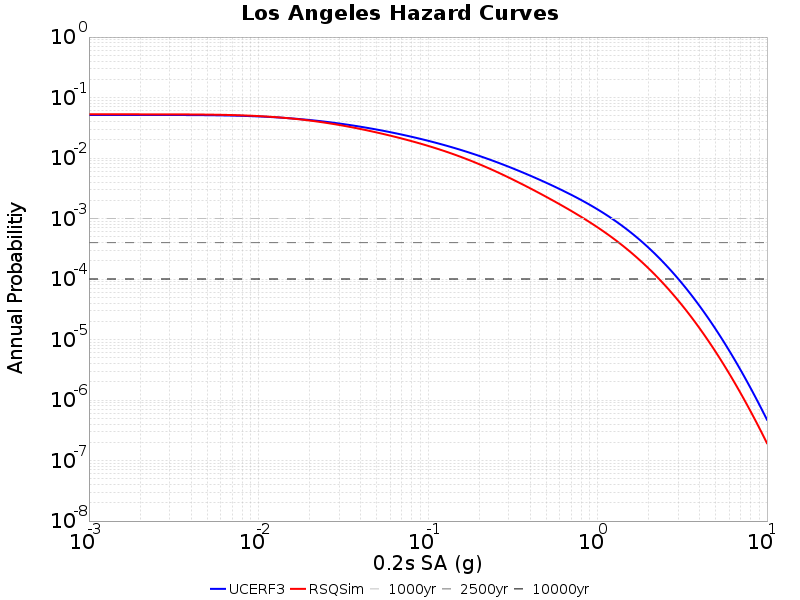 Los Angeles Hazard Curves
10^0
10^-1
10^-2
10^-3
10^-4
10^-5
10^-6
10^-7
10^-8
Annual Probabilitiy
10^-3 10^-2 10^-1 10^0 10^1
0.2s SA (g)
UCERF3 RSQSim 1000yr 2500yr 10000yr